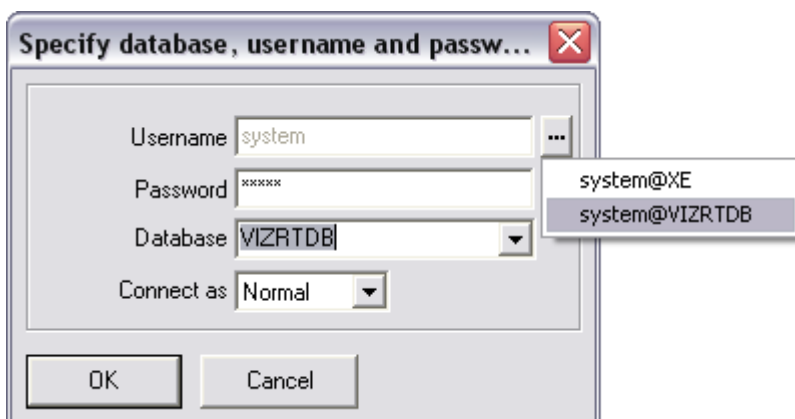 Specify database, username and passw...
Username system ...
Password *****
Database VIZRTDB
Connect as Normal
OK Cancel
system@XE
system@VIZRTDB